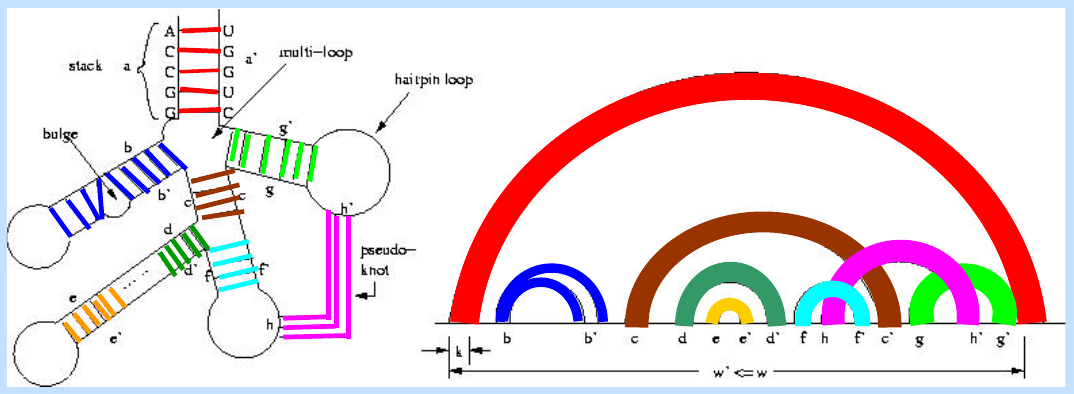 A U
C G
stack a C G a'
G U
G C
multi-loop
hairpin loop
bulge
b
b'
g'
g
c c
h'
d
d'
f f'
pseudo-
knot
e
e'
...
h
b b' c d e e' d' f h f' c' g h' g'
k
w' <= w